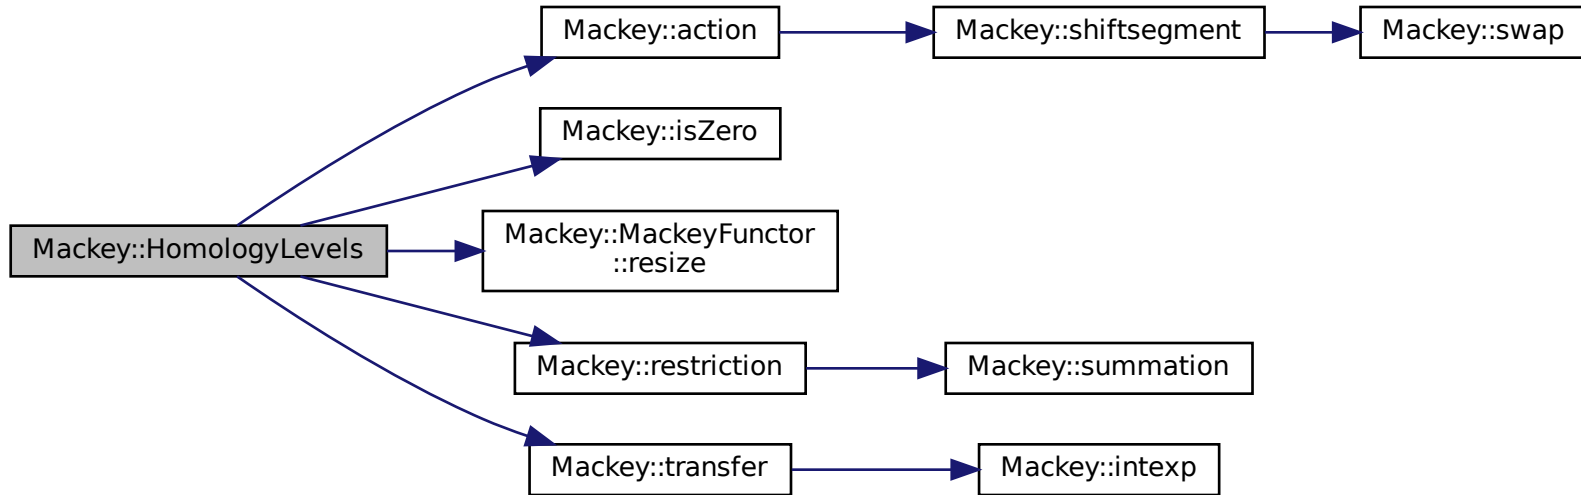 Mackey::action
Mackey::shiftsegment
Mackey::swap
Mackey::isZero
Mackey::HomologyLevels
Mackey::MackeyFunctor
::resize
Mackey::restriction
Mackey::summation
Mackey::transfer
Mackey::intexp